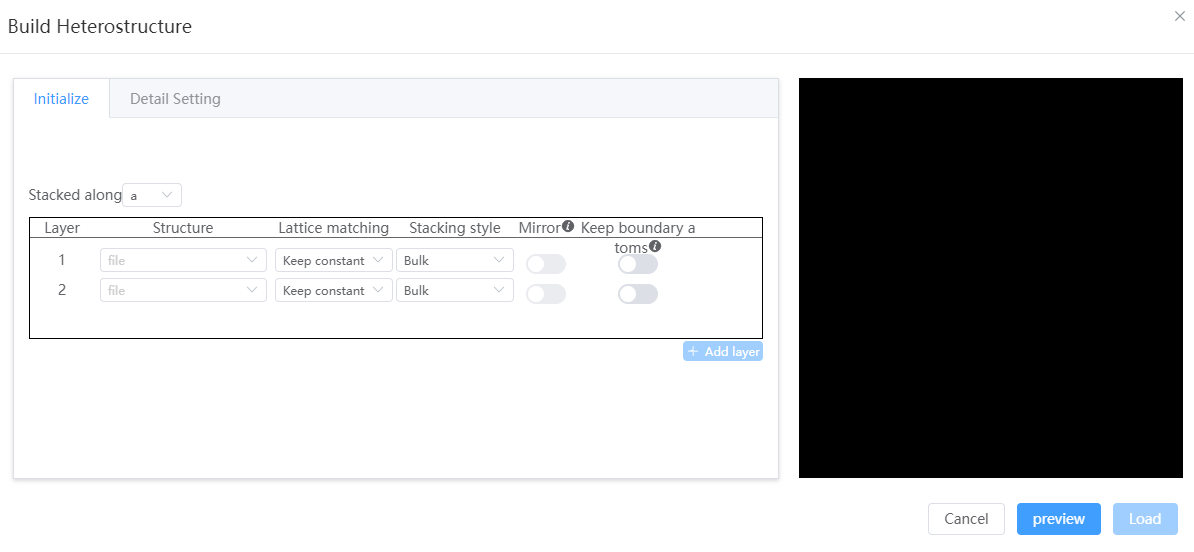 Build Heterostructure
Initialize Detail Setting
Stacked along a
Layer Structure Lattice matching Stacking style Mirror Keep boundary a
toms
1 file Keep constant Bulk
2 file Keep constant Bulk
+ Add layer
Cancel preview Load